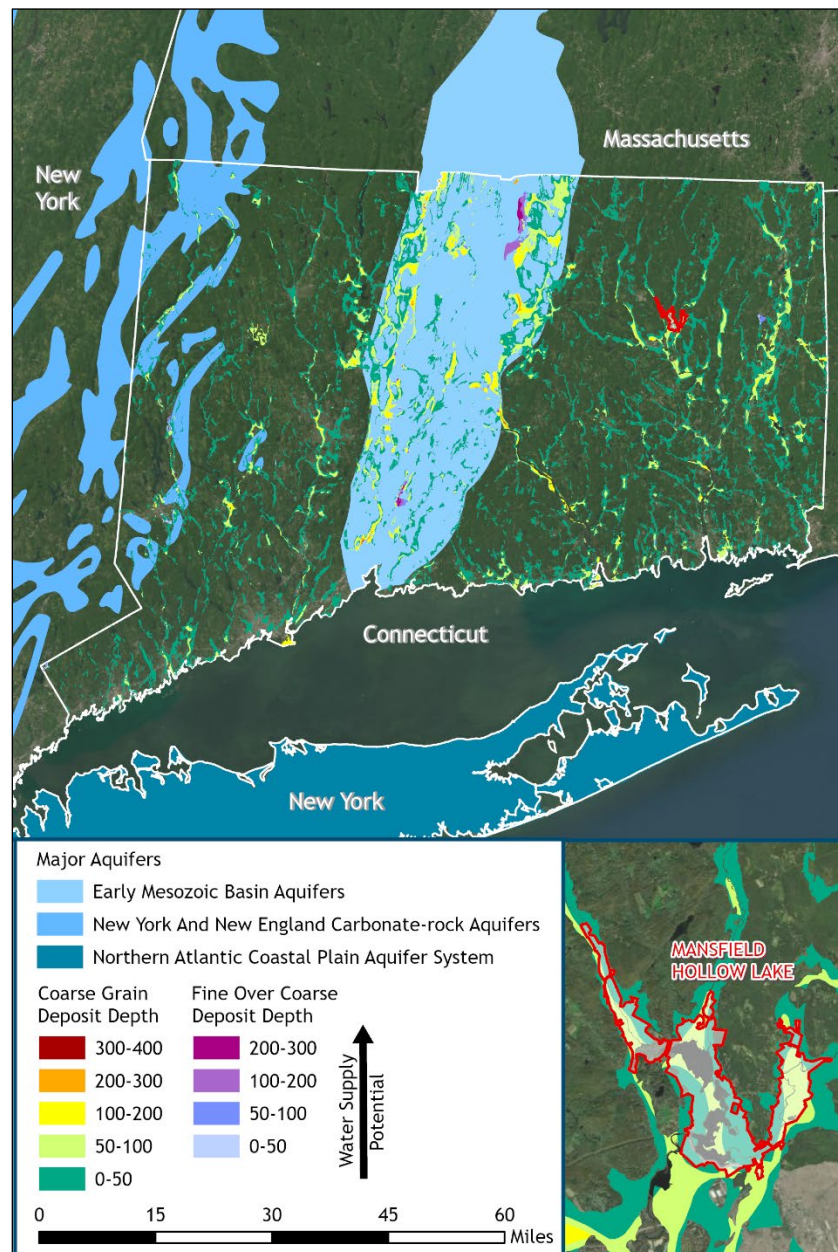 Massachusetts
New
York
Connecticut
New York
Major Aquifers
Early Mesozoic Basin Aquifers
New York And New England Carbonate-rock Aquifers
Northern Atlantic Coastal Plain Aquifer System
Coarse Grain
Deposit Depth
300-400
200-300
100-200
50-100
0-50
Fine Over Coarse
Deposit Depth
200-300
100-200
50-100
0-50
Water Supply
Potential
0
15
30
45
60
Miles
MANSFIELD
HOLLOW LAKE